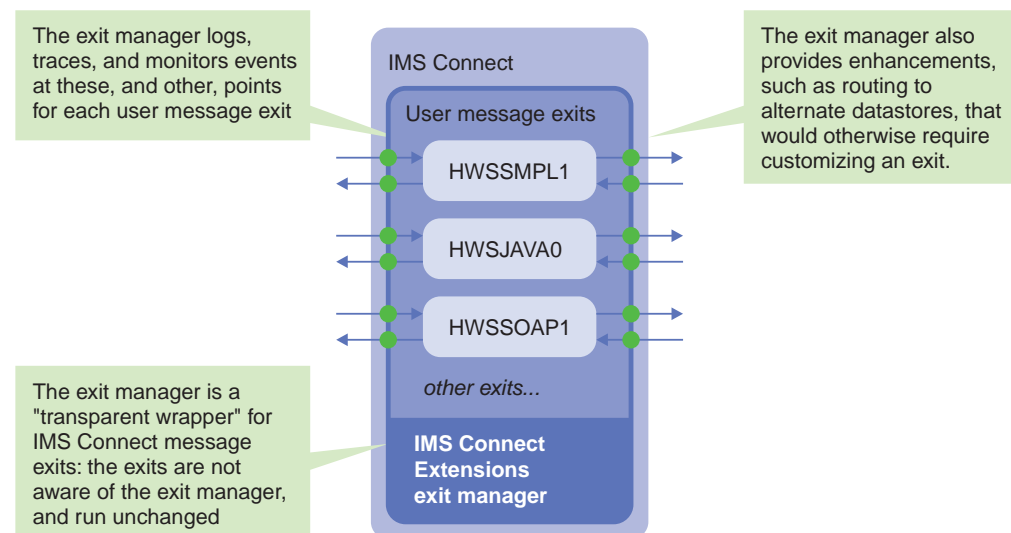 The exit manager logs,
traces, and monitors events
at these, and other, points
for each user message exit
IMS Connect
User message exits
HWSSMPL1
HWSJAVA0
HWSSOAP1
other exits...
IMS Connect
Extensions
exit manager
The exit manager also
provides enhancements,
such as routing to
alternate datastores, that
would otherwise require
customizing an exit.
The exit manager is a
"transparent wrapper" for
IMS Connect message
exits: the exits are not
aware of the exit manager,
and run unchanged